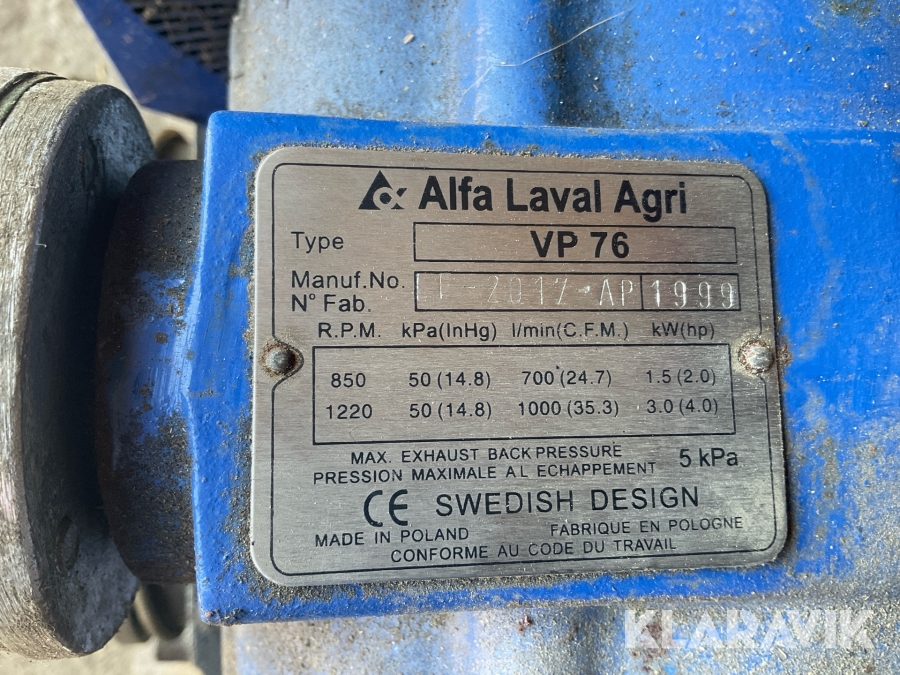 Alfa Laval Agri
Type VP 76
Manuf.No.
N° Fab. 2012-AP 1999
R.P.M. kPa(InHg) l/min(C.F.M.) kW(hp)
850 50 (14.8) 700 (24.7) 1.5 (2.0)
1220 50 (14.8) 1000 (35.3) 3.0 (4.0)
MAX. EXHAUST BACK PRESSURE
PRESSION MAXIMALE A L ECHAPPEMENT 5 kPa
CE SWEDISH DESIGN
MADE IN POLAND FABRIQUE EN POLOGNE
CONFORME AU CODE DU TRAVAIL
KLARAVIK